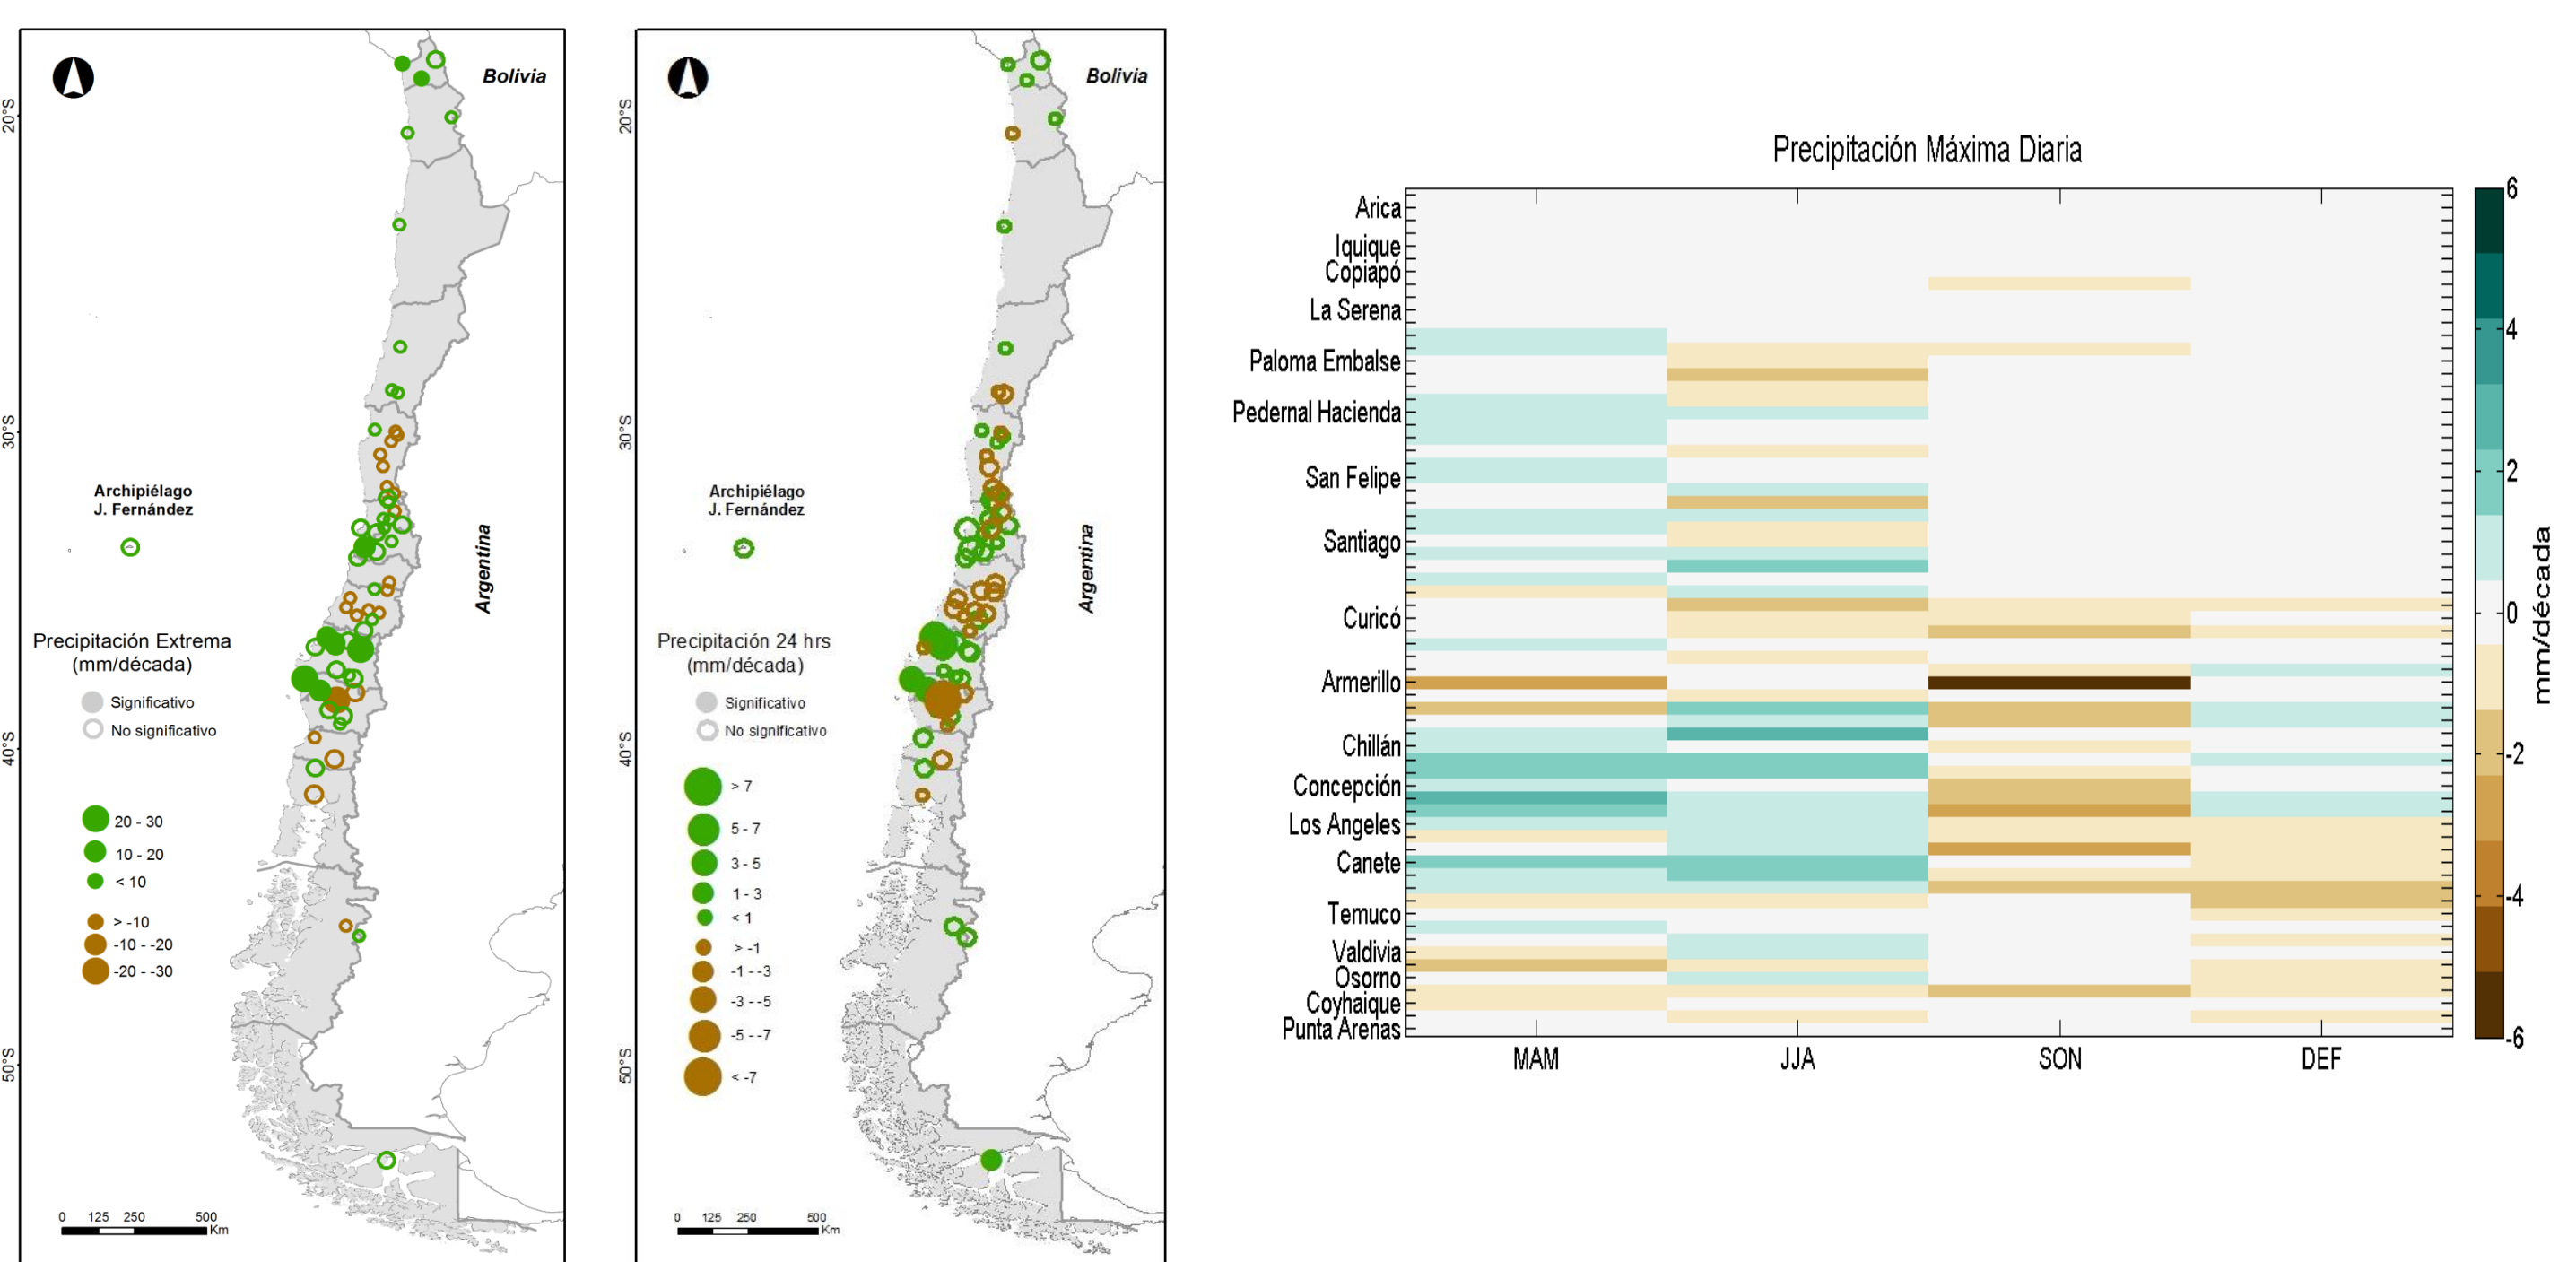 Bolivia
20°S
30°S
Archipiélago
J. Fernández
Argentina
Precipitación Extrema
(mm/década)
Significativo
No significativo
40°S
20 - 30
10 - 20
< 10
> -10
-10 - -20
-20 - -30
50°S
0 125 250 500
Km
Bolivia
20°S
30°S
Archipiélago
J. Fernández
Argentina
Precipitación 24 hrs
(mm/década)
Significativo
No significativo
40°S
> 7
5 - 7
3 - 5
1 - 3
< 1
> -1
-1 - -3
-3 - -5
-5 - -7
< -7
50°S
0 125 250 500
Km
Precipitación Máxima Diaria
Arica
Iquique
Copiapó
La Serena
Paloma Embalse
Pedernal Hacienda
San Felipe
Santiago
Curicó
Armerillo
Chillán
Concepción
Los Angeles
Canete
Temuco
Valdivia
Osorno
Coyhaique
Punta Arenas
MAM JJA SON DEF
6
4
2
0
-2
-4
-6
mm/década